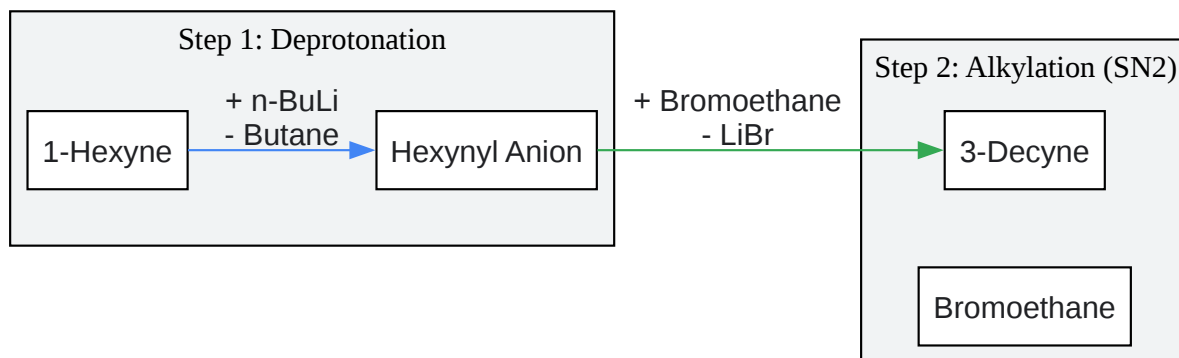 Step 1: Deprotonation
1-Hexyne
+ n-BuLi
- Butane
Hexynyl Anion
+ Bromoethane
- LiBr
Step 2: Alkylation (SN2)
3-Decyne
Bromoethane